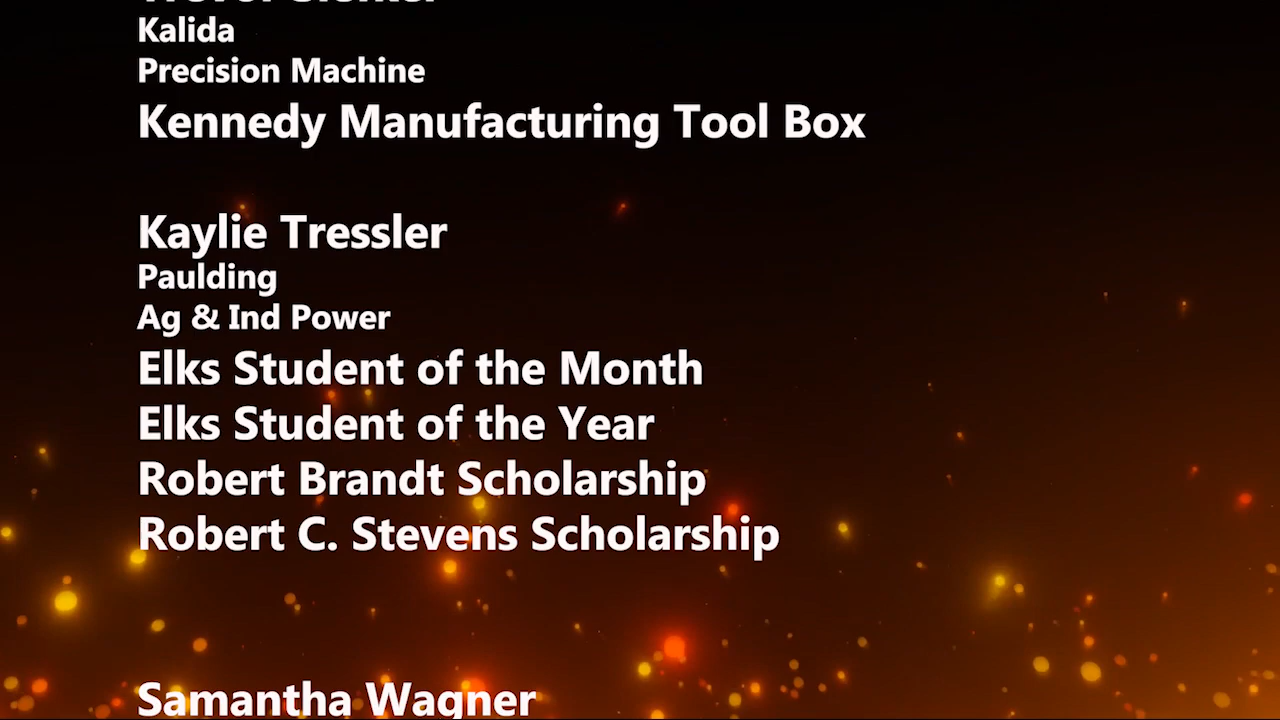 Kalida
Precision Machine
Kennedy Manufacturing Tool Box
Kaylie Tressler
Paulding
Ag & Ind Power
Elks Student of the Month
Elks Student of the Year
Robert Brandt Scholarship
Robert C. Stevens Scholarship
Samantha Wagner